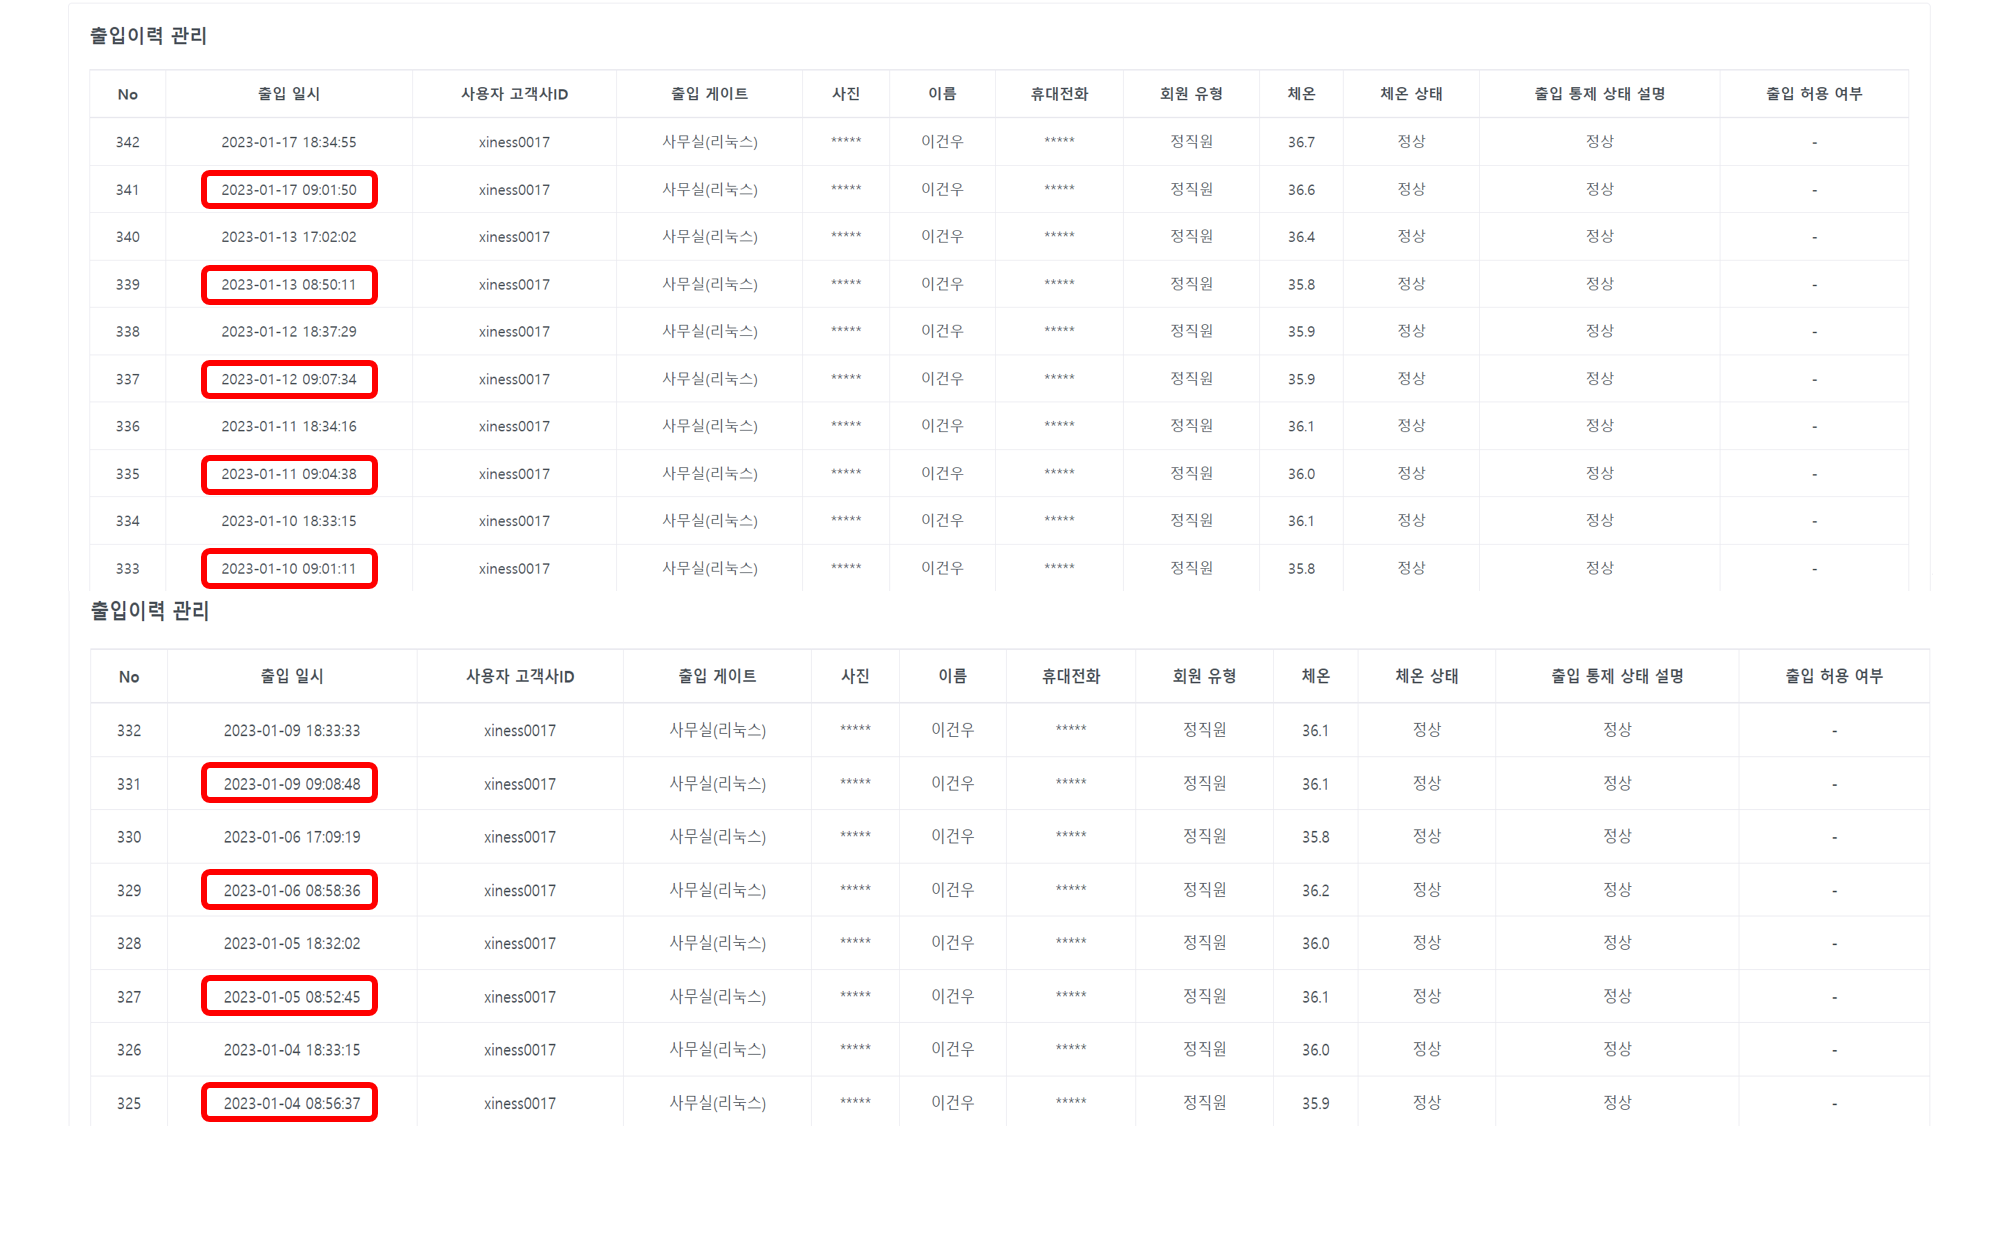 출입이력 관리
No 출입 일시 사용자 고객사ID 출입 게이트 사진 이름 휴대전화 회원 유형 체온 체온 상태 출입 통제 상태 설명 출입 허용 여부
342 2023-01-17 18:34:55 xiness0017 사무실(리눅스) ***** 이건우 ***** 정직원 36.7 정상 정상 -
341 2023-01-17 09:01:50 xiness0017 사무실(리눅스) ***** 이건우 ***** 정직원 36.6 정상 정상 -
340 2023-01-13 17:02:02 xiness0017 사무실(리눅스) ***** 이건우 ***** 정직원 36.4 정상 정상 -
339 2023-01-13 08:50:11 xiness0017 사무실(리눅스) ***** 이건우 ***** 정직원 35.8 정상 정상 -
338 2023-01-12 18:37:29 xiness0017 사무실(리눅스) ***** 이건우 ***** 정직원 35.9 정상 정상 -
337 2023-01-12 09:07:34 xiness0017 사무실(리눅스) ***** 이건우 ***** 정직원 35.9 정상 정상 -
336 2023-01-11 18:34:16 xiness0017 사무실(리눅스) ***** 이건우 ***** 정직원 36.1 정상 정상 -
335 2023-01-11 09:04:38 xiness0017 사무실(리눅스) ***** 이건우 ***** 정직원 36.0 정상 정상 -
334 2023-01-10 18:33:15 xiness0017 사무실(리눅스) ***** 이건우 ***** 정직원 36.1 정상 정상 -
333 2023-01-10 09:01:11 xiness0017 사무실(리눅스) ***** 이건우 ***** 정직원 35.8 정상 정상 -
출입이력 관리
No 출입 일시 사용자 고객사ID 출입 게이트 사진 이름 휴대전화 회원 유형 체온 체온 상태 출입 통제 상태 설명 출입 허용 여부
332 2023-01-09 18:33:33 xiness0017 사무실(리눅스) ***** 이건우 ***** 정직원 36.1 정상 정상 -
331 2023-01-09 09:08:48 xiness0017 사무실(리눅스) ***** 이건우 ***** 정직원 36.1 정상 정상 -
330 2023-01-06 17:09:19 xiness0017 사무실(리눅스) ***** 이건우 ***** 정직원 35.8 정상 정상 -
329 2023-01-06 08:58:36 xiness0017 사무실(리눅스) ***** 이건우 ***** 정직원 36.2 정상 정상 -
328 2023-01-05 18:32:02 xiness0017 사무실(리눅스) ***** 이건우 ***** 정직원 36.0 정상 정상 -
327 2023-01-05 08:52:45 xiness0017 사무실(리눅스) ***** 이건우 ***** 정직원 36.1 정상 정상 -
326 2023-01-04 18:33:15 xiness0017 사무실(리눅스) ***** 이건우 ***** 정직원 36.0 정상 정상 -
325 2023-01-04 08:56:37 xiness0017 사무실(리눅스) ***** 이건우 ***** 정직원 35.9 정상 정상 -